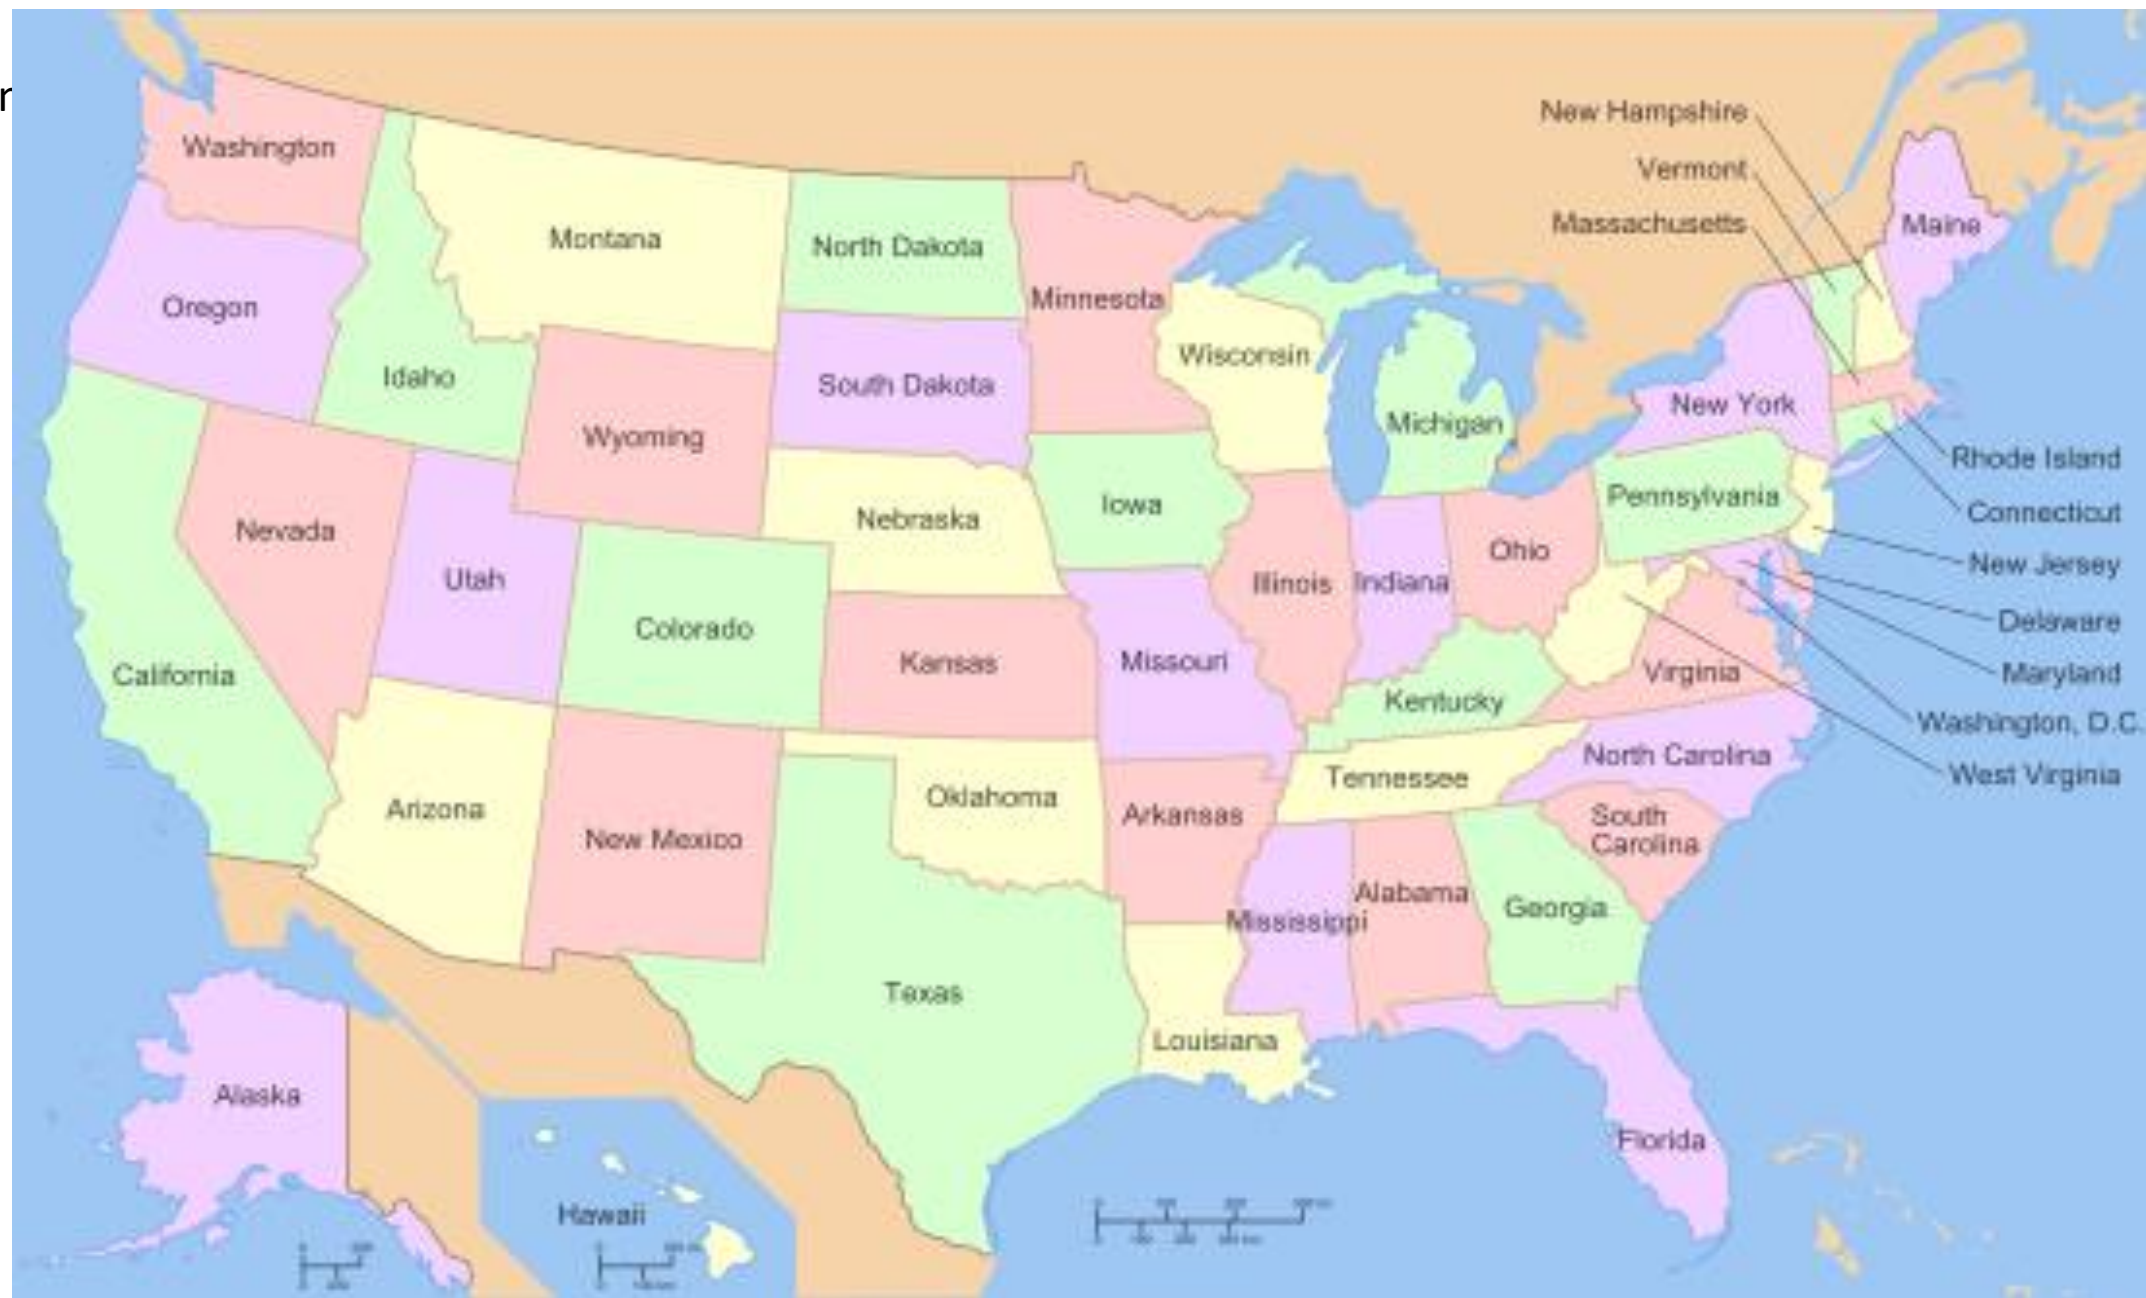 r
New Hampshire
Washington
Vermont
Massachusetts
Maine
Montana
North Dakota
Minnesota
Oregon
Wisconsin
Idaho
South Dakota
New York
Michigan
Wyoming
Rhode Island
Pennsylvania
Iowa
Connecticut
Nebraska
Nevada
Ohio
New Jersey
Utah
Illinois
Indiana
Delaware
Colorado
Kansas
Missouri
Virginia
Maryland
California
Kentucky
Washington, D.C.
North Carolina
West Virginia
Tennessee
Oklahoma
Arizona
Arkansas
South
Carolina
New Mexico
Alabama
Georgia
Mississippi
Texas
Louisiana
Alaska
Florida
Hawaii